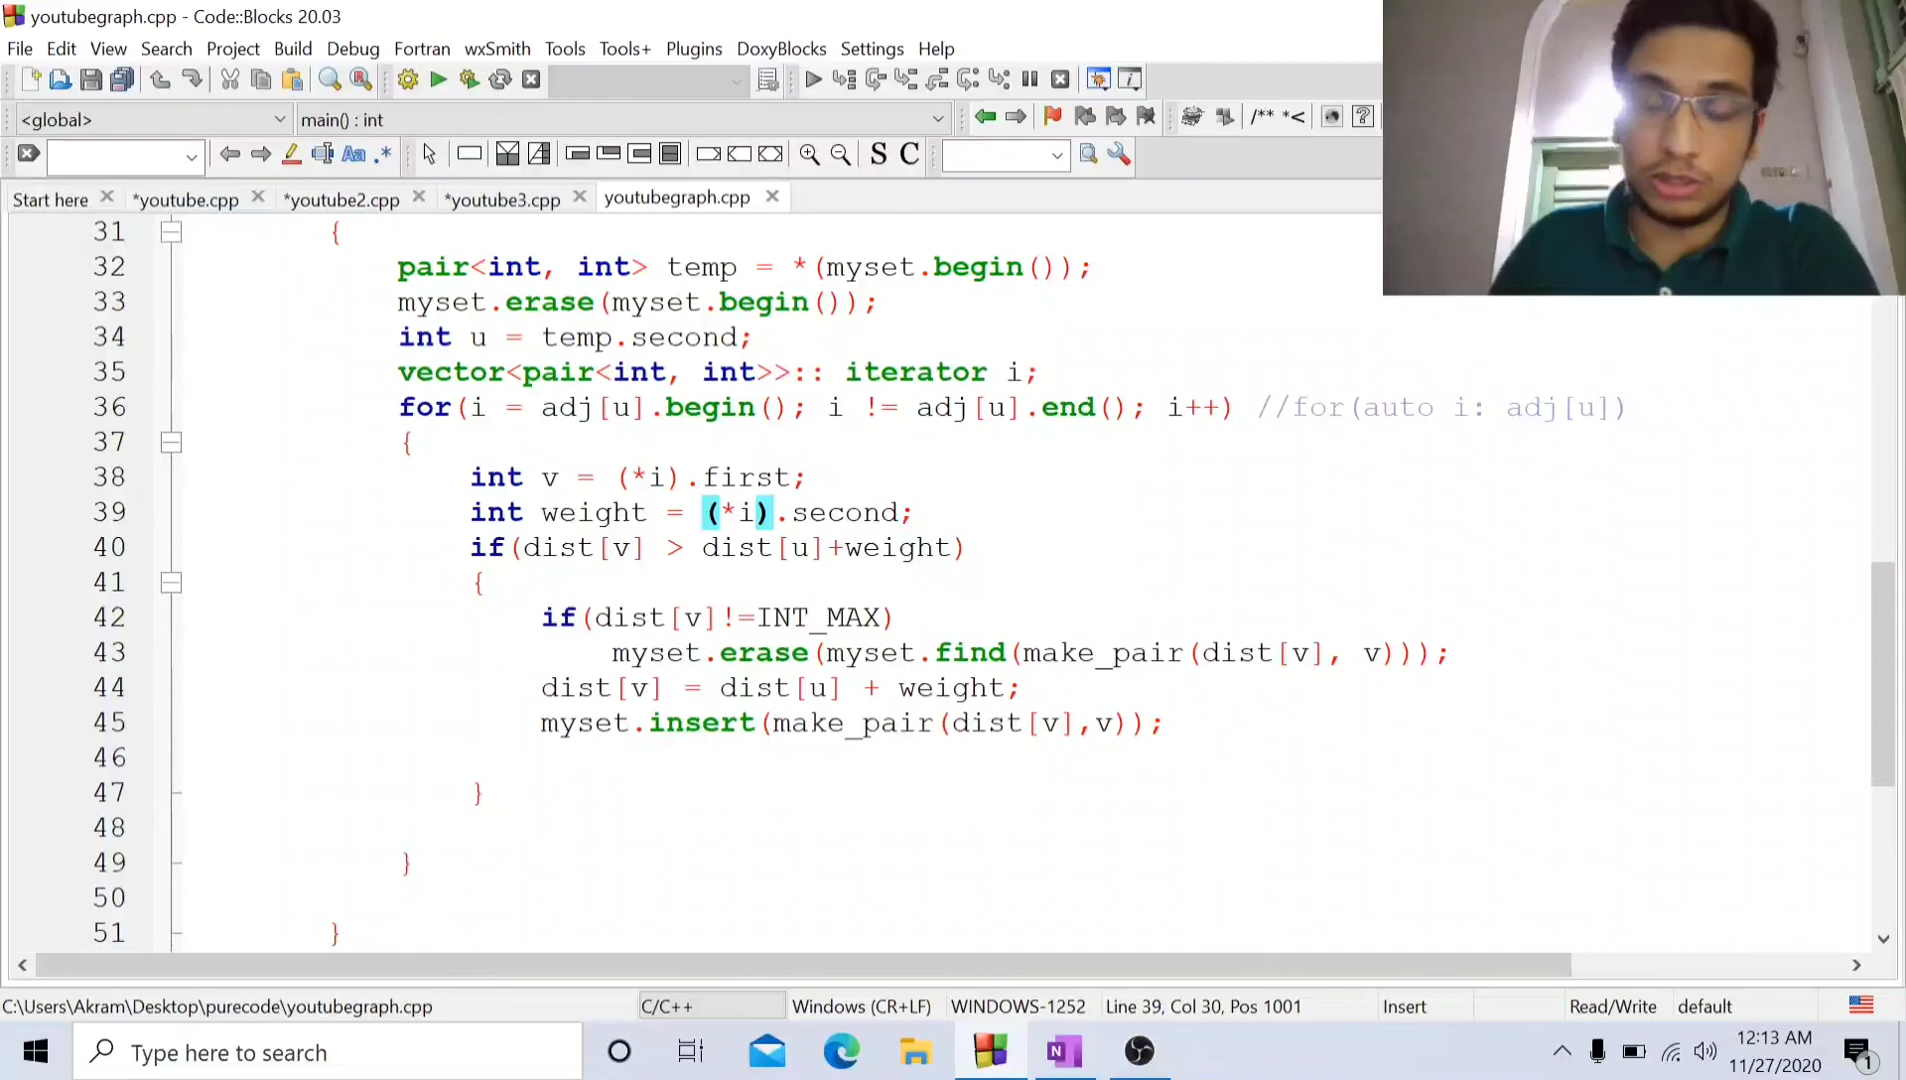 youtubegraph.cpp - Code::Blocks 20.03
File Edit View Search Project Build Debug Fortran wxSmith Tools Tools+ Plugins DoxyBlocks Settings Help
<global> main() : int /** *<
Aa .* S C
Start here *youtube.cpp *youtube2.cpp *youtube3.cpp youtubegraph.cpp
31 {
32 pair<int, int> temp = *(myset.begin());
33 myset.erase(myset.begin());
34 int u = temp.second;
35 vector<pair<int, int>>:: iterator i;
36 for(i = adj[u].begin(); i != adj[u].end(); i++) //for(auto i: adj[u])
37 {
38 int v = (*i).first;
39 int weight = (*i).second;
40 if(dist[v] > dist[u]+weight)
41 {
42 if(dist[v]!=INT_MAX)
43 myset.erase(myset.find(make_pair(dist[v], v)));
44 dist[v] = dist[u] + weight;
45 myset.insert(make_pair(dist[v],v));
46
47 }
48
49 }
50
51 }
C:\Users\Akram\Desktop\purecode\youtubegraph.cpp C/C++ Windows (CR+LF) WINDOWS-1252 Line 39, Col 30, Pos 1001 Insert Read/Write default
Type here to search
12:13 AM
11/27/2020
1